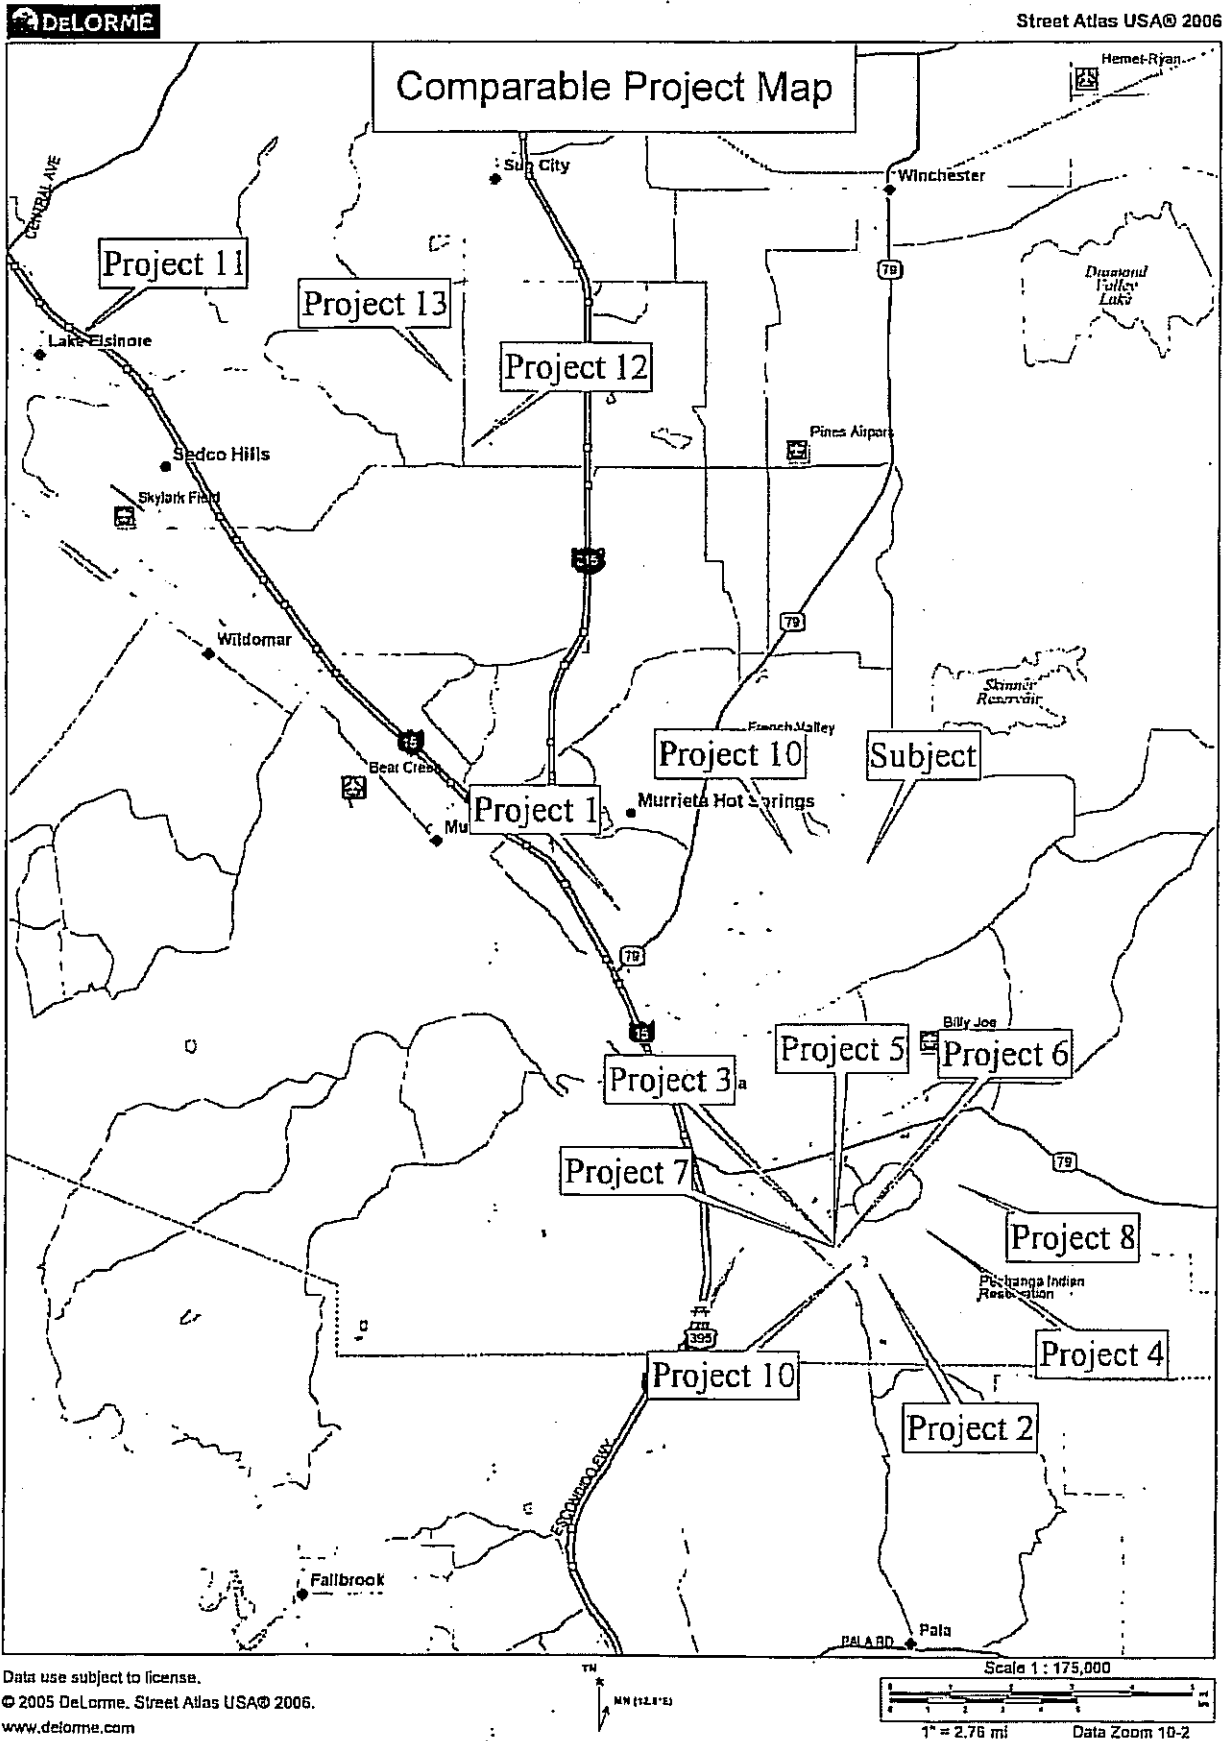 DELORME
Street Atlas USA® 2006
Comparable Project Map
Hemet-Ryan
Sun City
Winchester
CENTRAL AVE
Project 11
79
Diamond
Valley
Lake
Project 13
Lake Elsinore
Project 12
Pines Airport
Sedco Hills
Skylark Field
215
79
Wildomar
Skinner
Reservoir
French Valley
15
Project 10
Subject
Bear Creek
Project 1
Murrieta Hot Springs
Mu
79
15
Billy Joe
Project 5
Project 6
Project 3
a
Project 7
79
Project 8
Pechanga Indian
Reservation
395
Project 4
Project 10
Project 2
ESCONDIDO FWY
Fallbrook
Pala
PALA RD
Data use subject to license.
© 2005 DeLorme. Street Atlas USA® 2006.
www.delorme.com
TN
MN (12.8°E)
Scale 1 : 175,000
1" = 2.76 mi
Data Zoom 10-2